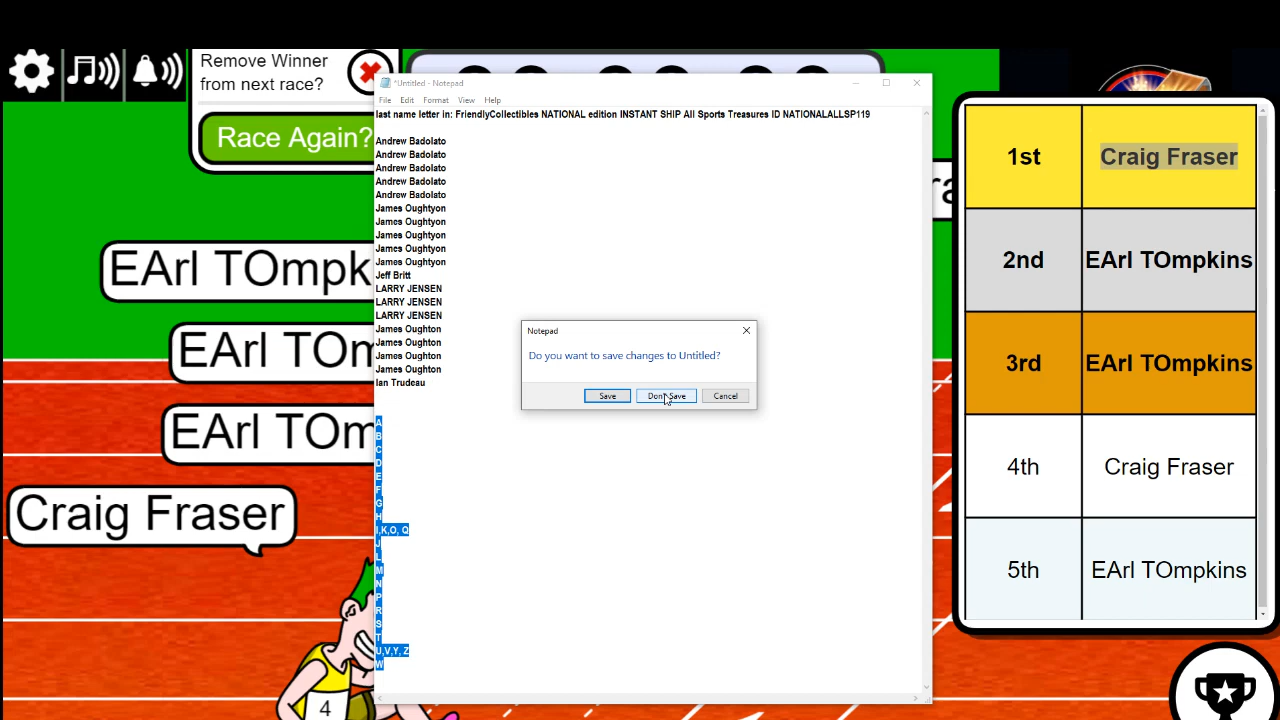 Remove Winner
from next race?
Race Again?
*Untitled - Notepad
File Edit Format View Help
last name letter in: FriendlyCollectibles NATIONAL edition INSTANT SHIP All Sports Treasures ID NATIONALALLSP119
Andrew Badolato
Andrew Badolato
Andrew Badolato
Andrew Badolato
Andrew Badolato
James Oughtyon
James Oughtyon
James Oughtyon
James Oughtyon
James Oughtyon
Jeff Britt
LARRY JENSEN
LARRY JENSEN
LARRY JENSEN
James Oughton
James Oughton
James Oughton
James Oughton
Ian Trudeau
A
B
C
D
E
F
G
H
I,K,O, Q
J
L
M
N
P
R
S
T
U,V,Y, Z
W
Notepad
Do you want to save changes to Untitled?
Save Don't Save Cancel
EArl TOmpk
EArl TOm
EArl TOm
Craig Fraser
4
1st Craig Fraser
2nd EArl TOmpkins
3rd EArl TOmpkins
4th Craig Fraser
5th EArl TOmpkins